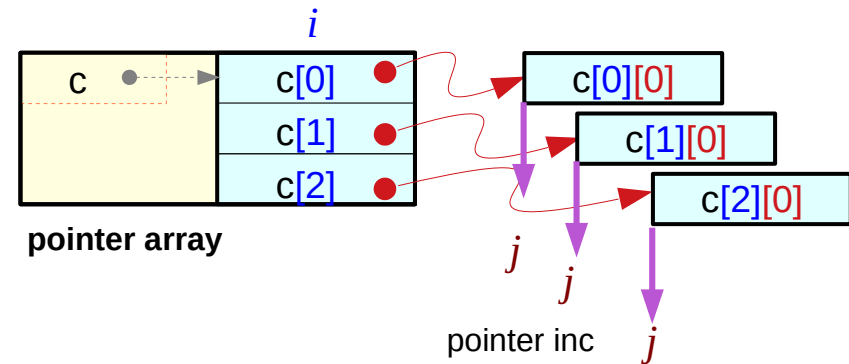 i
c c[0] c[0][0]
c[1] c[1][0]
c[2] c[2][0]
pointer array
j
j
pointer inc j